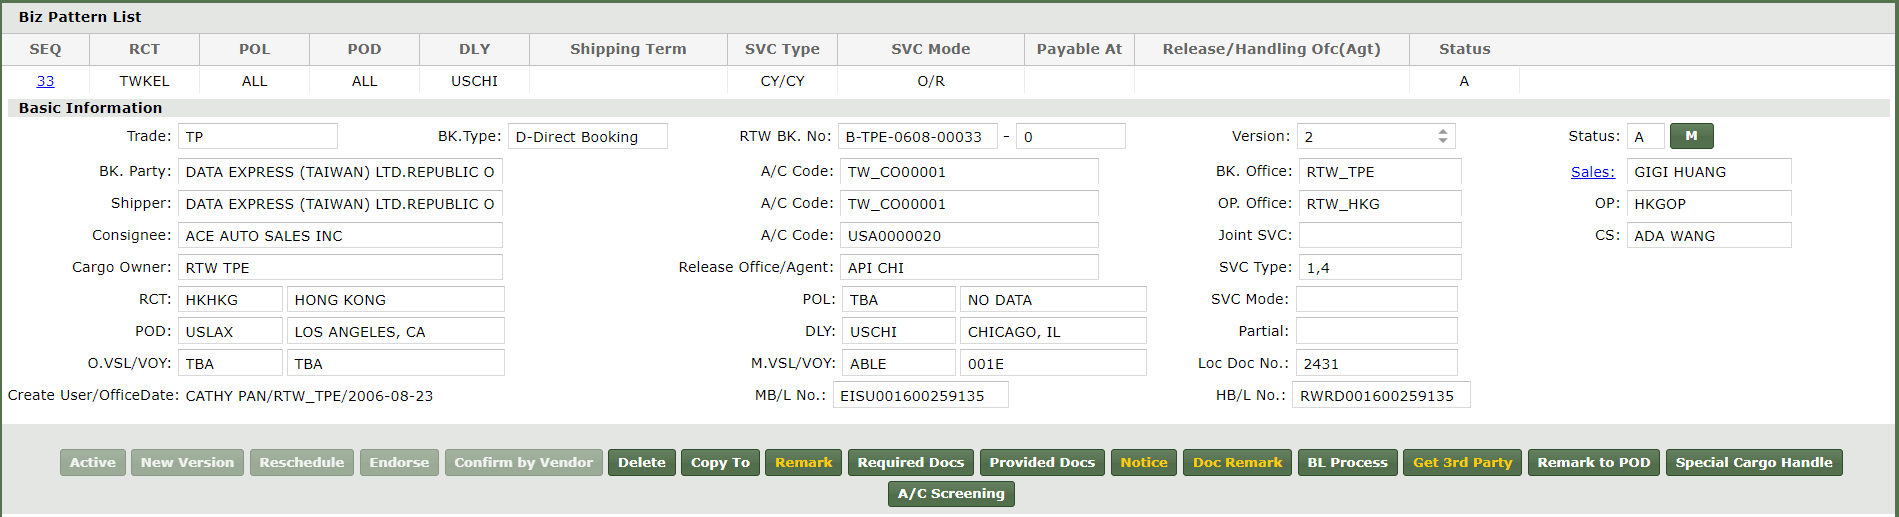 Biz Pattern List
SEQ RCT POL POD DLY Shipping Term SVC Type SVC Mode Payable At Release/Handling Ofc(Agt) Status
33 TWKEL ALL ALL USCHI CY/CY O/R A
Basic Information
Trade: TP BK.Type: D-Direct Booking RTW BK. No: B-TPE-0608-00033 - 0 Version: 2 Status: A M
BK. Party: DATA EXPRESS (TAIWAN) LTD.REPUBLIC O A/C Code: TW_CO00001 BK. Office: RTW_TPE Sales: GIGI HUANG
Shipper: DATA EXPRESS (TAIWAN) LTD.REPUBLIC O A/C Code: TW_CO00001 OP. Office: RTW_HKG OP: HKGOP
Consignee: ACE AUTO SALES INC A/C Code: USA0000020 Joint SVC: CS: ADA WANG
Cargo Owner: RTW TPE Release Office/Agent: API CHI SVC Type: 1,4
RCT: HKHKG HONG KONG POL: TBA NO DATA SVC Mode:
POD: USLAX LOS ANGELES, CA DLY: USCHI CHICAGO, IL Partial:
O.VSL/VOY: TBA TBA M.VSL/VOY: ABLE 001E Loc Doc No.: 2431
Create User/OfficeDate: CATHY PAN/RTW_TPE/2006-08-23 MB/L No.: EISU001600259135 HB/L No.: RWRD001600259135
Active New Version Reschedule Endorse Confirm by Vendor Delete Copy To Remark Required Docs Provided Docs Notice Doc Remark BL Process Get 3rd Party Remark to POD Special Cargo Handle
A/C Screening